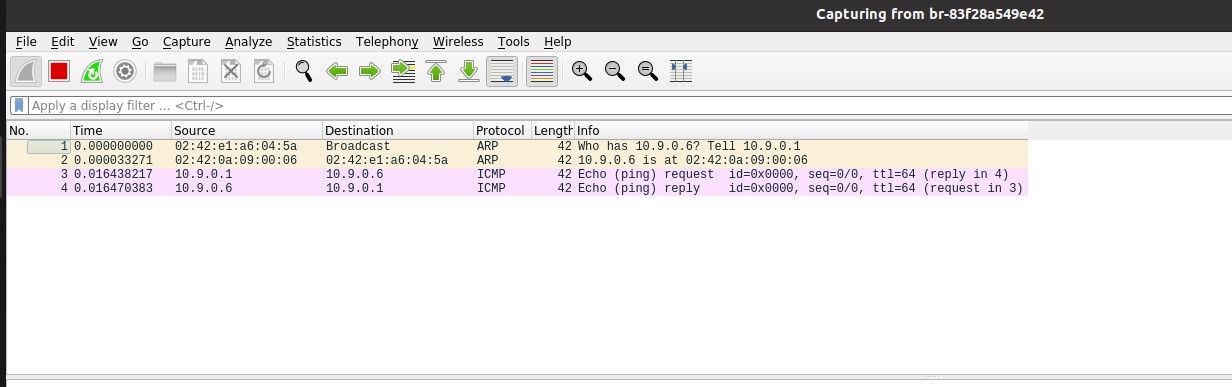 Capturing from br-83f28a549e42
File Edit View Go Capture Analyze Statistics Telephony Wireless Tools Help
Apply a display filter ... <Ctrl-/>
No. Time Source Destination Protocol Length Info
1 0.000000000 02:42:e1:a6:04:5a Broadcast ARP 42 Who has 10.9.0.6? Tell 10.9.0.1
2 0.000033271 02:42:0a:09:00:06 02:42:e1:a6:04:5a ARP 42 10.9.0.6 is at 02:42:0a:09:00:06
3 0.016438217 10.9.0.1 10.9.0.6 ICMP 42 Echo (ping) request id=0x0000, seq=0/0, ttl=64 (reply in 4)
4 0.016470383 10.9.0.6 10.9.0.1 ICMP 42 Echo (ping) reply id=0x0000, seq=0/0, ttl=64 (request in 3)